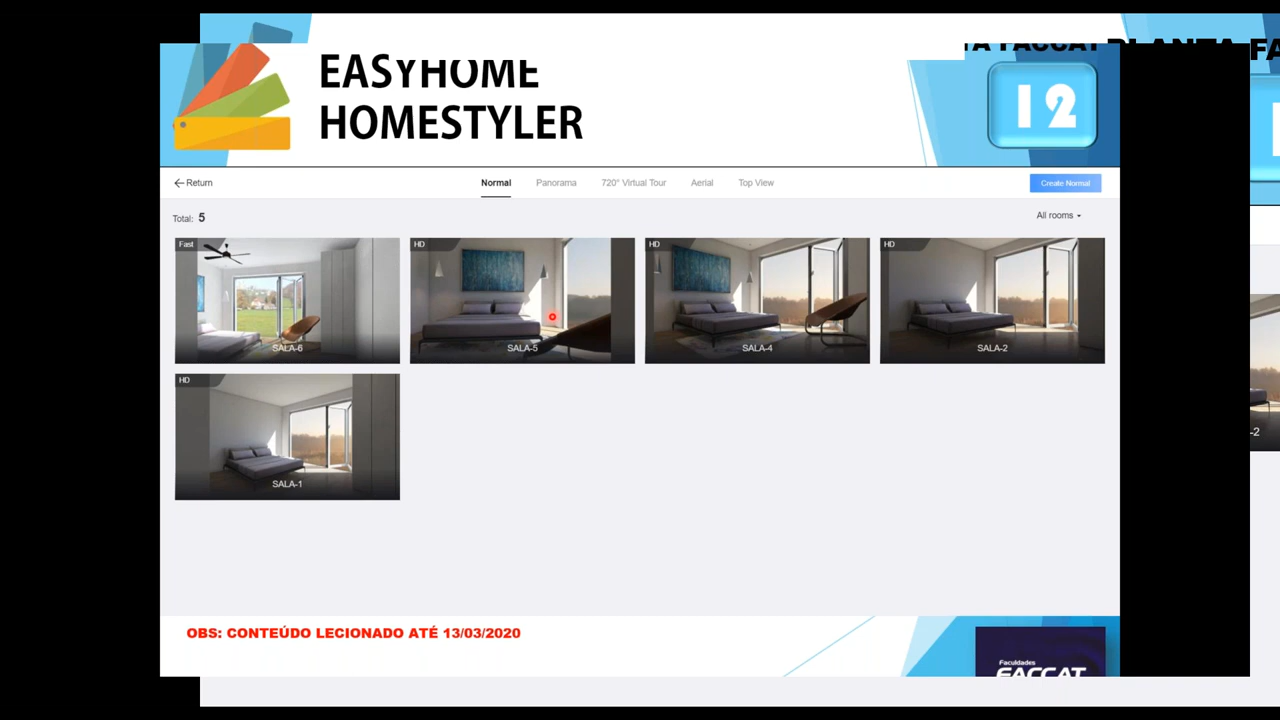 EASYHOME
HOMESTYLER
12
Return
Normal
Panorama
720° Virtual Tour
Aerial
Top View
Create Normal
Total: 5
All rooms
Fast
SALA-6
HD
SALA-5
HD
SALA-4
HD
SALA-2
HD
SALA-1
-2
OBS: CONTEÚDO LECIONADO ATÉ 13/03/2020
Faculdades
FACCAT